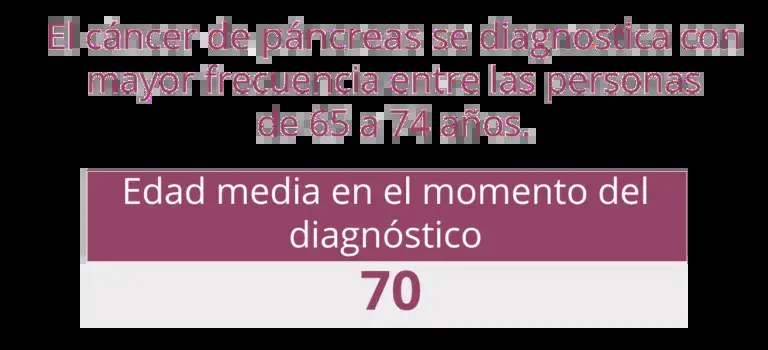 El cáncer de páncreas se diagnostica con
mayor frecuencia entre las personas
de 65 a 74 años.
Edad media en el momento del
diagnóstico
70